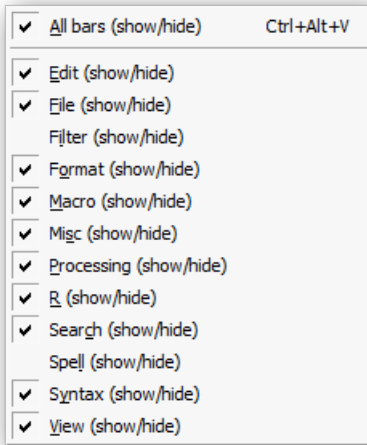 All bars (show/hide) Ctrl+Alt+V
Edit (show/hide)
File (show/hide)
Filter (show/hide)
Format (show/hide)
Macro (show/hide)
Misc (show/hide)
Processing (show/hide)
R (show/hide)
Search (show/hide)
Spell (show/hide)
Syntax (show/hide)
View (show/hide)